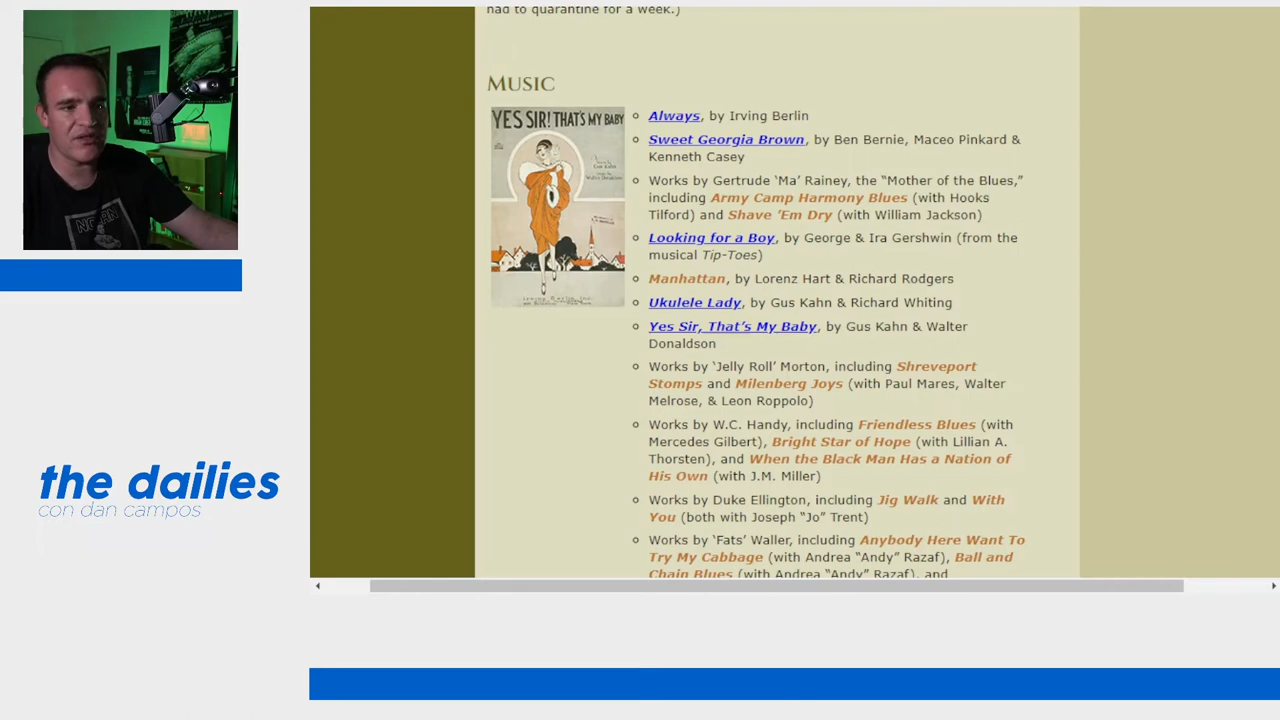 had to quarantine for a week.)
MUSIC
YES SIR! THAT'S MY BABY
Always, by Irving Berlin
Sweet Georgia Brown, by Ben Bernie, Maceo Pinkard &
Kenneth Casey
Works by Gertrude ‘Ma’ Rainey, the “Mother of the Blues,”
including Army Camp Harmony Blues (with Hooks
Tilford) and Shave ’Em Dry (with William Jackson)
Looking for a Boy, by George & Ira Gershwin (from the
musical Tip-Toes)
Manhattan, by Lorenz Hart & Richard Rodgers
Ukulele Lady, by Gus Kahn & Richard Whiting
Yes Sir, That’s My Baby, by Gus Kahn & Walter
Donaldson
Works by ‘Jelly Roll’ Morton, including Shreveport
Stomps and Milenberg Joys (with Paul Mares, Walter
Melrose, & Leon Roppolo)
Works by W.C. Handy, including Friendless Blues (with
Mercedes Gilbert), Bright Star of Hope (with Lillian A.
Thorsten), and When the Black Man Has a Nation of
His Own (with J.M. Miller)
Works by Duke Ellington, including Jig Walk and With
You (both with Joseph “Jo” Trent)
Works by ‘Fats’ Waller, including Anybody Here Want To
Try My Cabbage (with Andrea “Andy” Razaf), Ball and
Chain Blues (with Andrea “Andy” Razaf), and
the dailies
con dan campos